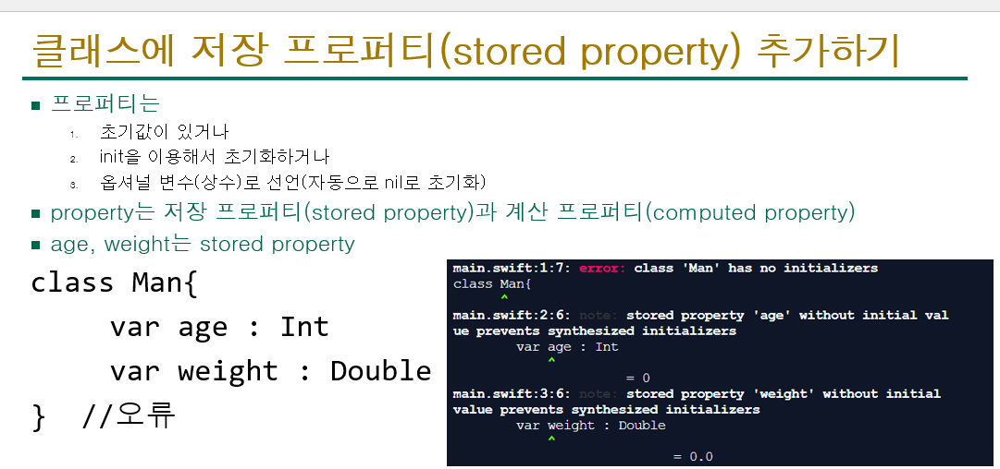 클래스에 저장 프로퍼티(stored property) 추가하기
■ 프로퍼티는
1. 초기값이 있거나
2. init을 이용해서 초기화하거나
3. 옵셔널 변수(상수)로 선언(자동으로 nil로 초기화)
■ property는 저장 프로퍼티(stored property)과 계산 프로퍼티(computed property)
■ age, weight는 stored property
class Man{
var age : Int
var weight : Double
} //오류
main.swift:1:7: error: class 'Man' has no initializers
class Man{
^
main.swift:2:6: note: stored property 'age' without initial val
ue prevents synthesized initializers
var age : Int
^
= 0
main.swift:3:6: note: stored property 'weight' without initial
value prevents synthesized initializers
var weight : Double
^
= 0.0